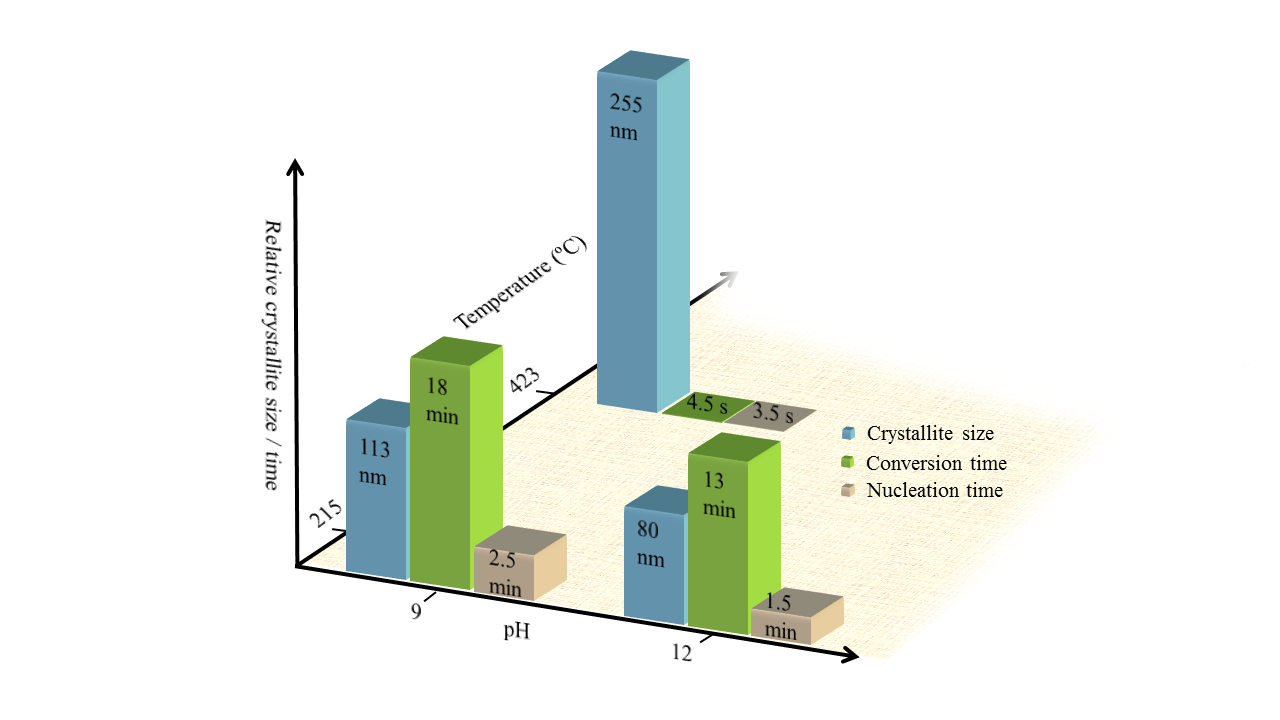 255
nm
Relative crystallite size / time
Temperature (ºC)
18
min
423
4.5 s
3.5 s
Crystallite size
Conversion time
Nucleation time
113
nm
13
min
215
80
nm
2.5
min
1.5
min
9
pH
12